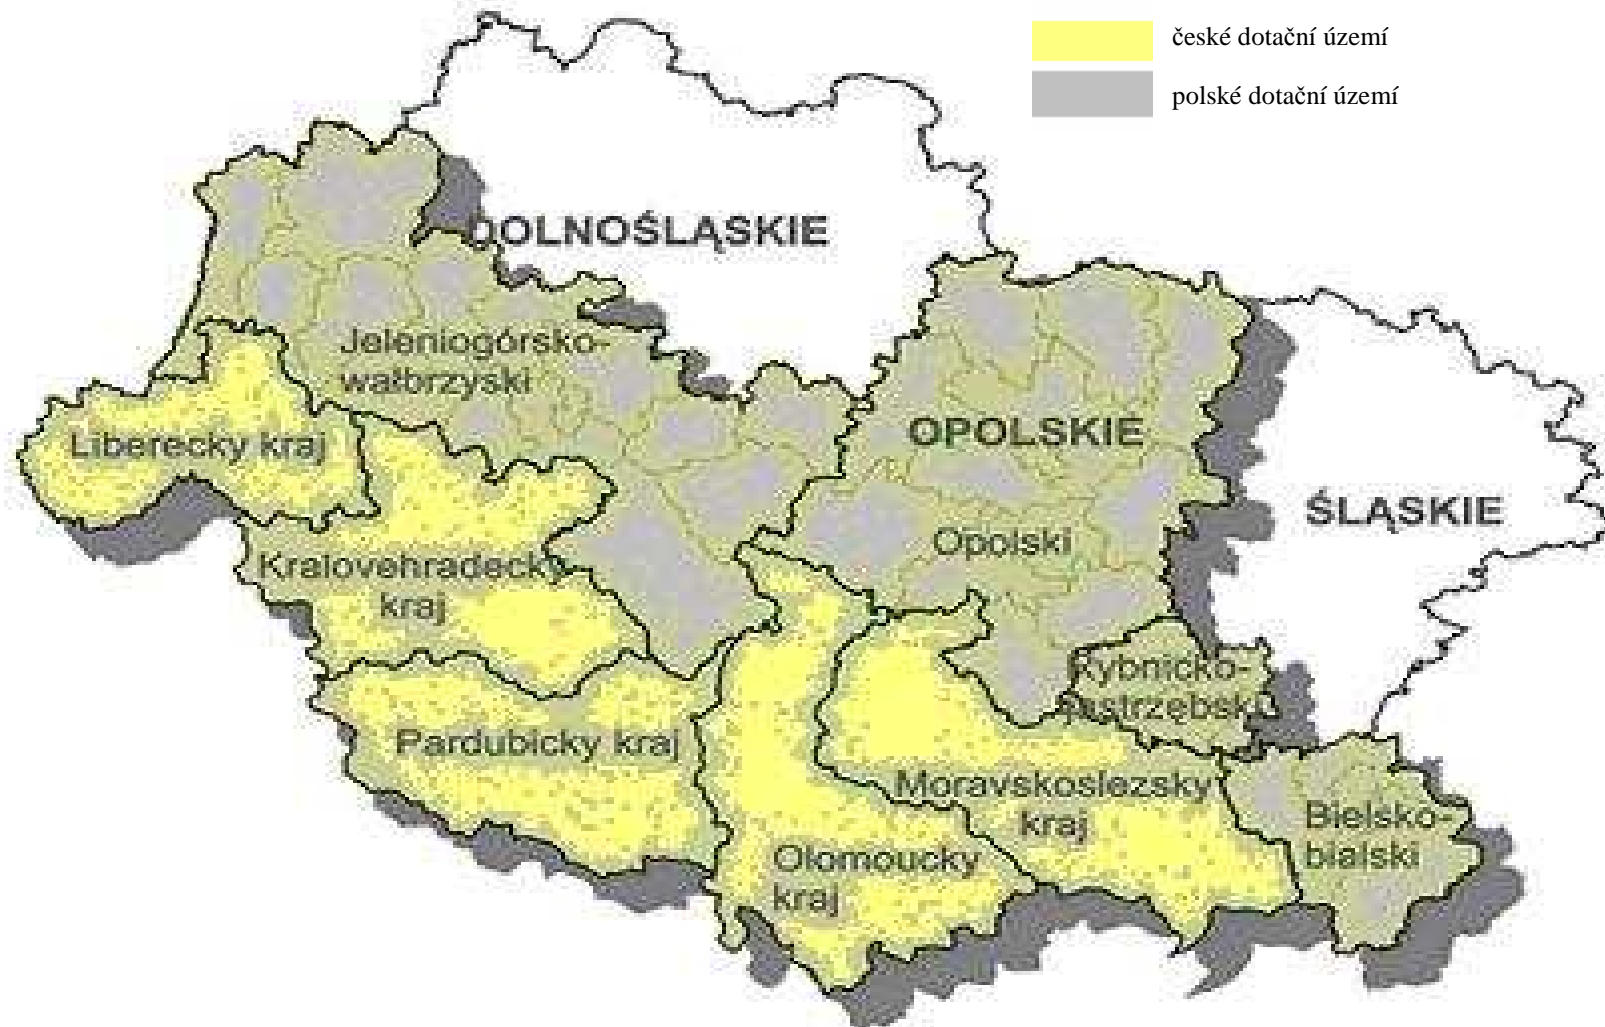 české dotační území
polské dotační území
DOLNOŚLĄSKIE
Jeleniogórsko-
wałbrzyski
Liberecky kraj
OPOLSKIE
ŚLĄSKIE
Opolski
Kralovehradecky
kraj
Rybnicko-
jastrzębski
Pardubicky kraj
Moravskoslezsky
kraj
Bielsko-
bialski
Olomoucky
kraj